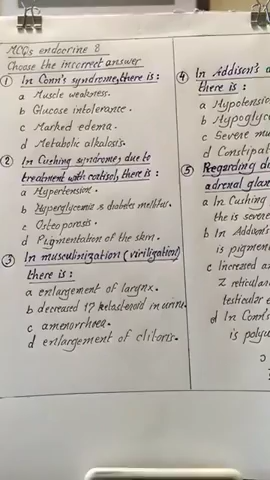 MCQs endocrine 8
Choose the incorrect answer
① In Conn's syndrome, there is:
a Muscle weakness.
b Glucose intolerance.
c Marked edema.
d Metabolic alkalosis.
② In Cushing syndrome, due to
treatment with cortisol, there is:
a Hypertension.
b Hyperglycemia & diabetes mellitus.
c Osteoporosis.
d Pigmentation of the skin.
③ In musculinization (virilization)
there is:
a enlargement of larynx.
b decreased 17 ketosteroid in urine.
c amenorrhea.
d enlargement of clitoris.
④ In Addison's d
there is:
a Hypotension
b Hypoglyc
c Severe mu
d Constipat
⑤ Regarding d
adrenal glan
a In Cushing
the is severe
b In Addison's
is pigmen
c Increased an
Z reticular
testicular
d In Conn's
is polyu